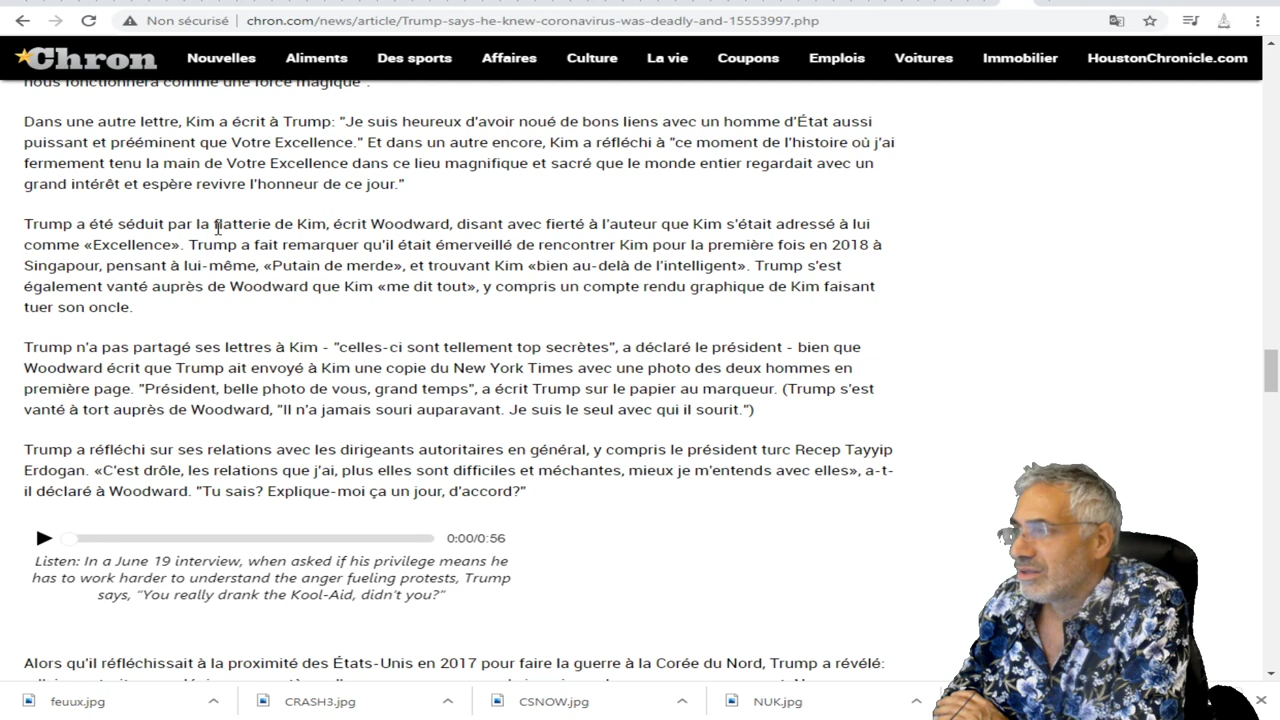 Non sécurisé
chron.com/news/article/Trump-says-he-knew-coronavirus-was-deadly-and-15553997.php
Chron
Nouvelles Aliments Des sports Affaires Culture La vie Coupons Emplois Voitures Immobilier HoustonChronicle.com
nous fonctionnera comme une force magique".
Dans une autre lettre, Kim a écrit à Trump: "Je suis heureux d'avoir noué de bons liens avec un homme d'État aussi
puissant et prééminent que Votre Excellence." Et dans un autre encore, Kim a réfléchi à "ce moment de l'histoire où j'ai
fermement tenu la main de Votre Excellence dans ce lieu magnifique et sacré que le monde entier regardait avec un
grand intérêt et espère revivre l'honneur de ce jour."
Trump a été séduit par la flatterie de Kim, écrit Woodward, disant avec fierté à l'auteur que Kim s'était adressé à lui
comme «Excellence». Trump a fait remarquer qu'il était émerveillé de rencontrer Kim pour la première fois en 2018 à
Singapour, pensant à lui-même, «Putain de merde», et trouvant Kim «bien au-delà de l'intelligent». Trump s'est
également vanté auprès de Woodward que Kim «me dit tout», y compris un compte rendu graphique de Kim faisant
tuer son oncle.
Trump n'a pas partagé ses lettres à Kim - "celles-ci sont tellement top secrètes", a déclaré le président - bien que
Woodward écrit que Trump ait envoyé à Kim une copie du New York Times avec une photo des deux hommes en
première page. "Président, belle photo de vous, grand temps", a écrit Trump sur le papier au marqueur. (Trump s'est
vanté à tort auprès de Woodward, "Il n'a jamais souri auparavant. Je suis le seul avec qui il sourit.")
Trump a réfléchi sur ses relations avec les dirigeants autoritaires en général, y compris le président turc Recep Tayyip
Erdogan. «C'est drôle, les relations que j'ai, plus elles sont difficiles et méchantes, mieux je m'entends avec elles», a-t-
il déclaré à Woodward. "Tu sais? Explique-moi ça un jour, d'accord?"
0:00/0:56
Listen: In a June 19 interview, when asked if his privilege means he
has to work harder to understand the anger fueling protests, Trump
says, "You really drank the Kool-Aid, didn't you?"
Alors qu'il réfléchissait à la proximité des États-Unis en 2017 pour faire la guerre à la Corée du Nord, Trump a révélé:
feuux.jpg
CRASH3.jpg
CSNOW.jpg
NUK.jpg